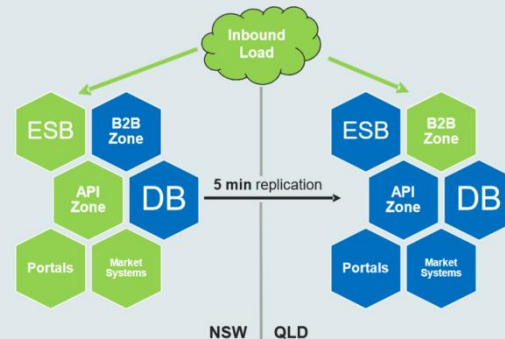 Inbound
Load
ESB
B2B
Zone
API
Zone
DB
Portals
Market
Systems
5 min replication
ESB
B2B
Zone
API
Zone
DB
Portals
Market
Systems
NSW
QLD